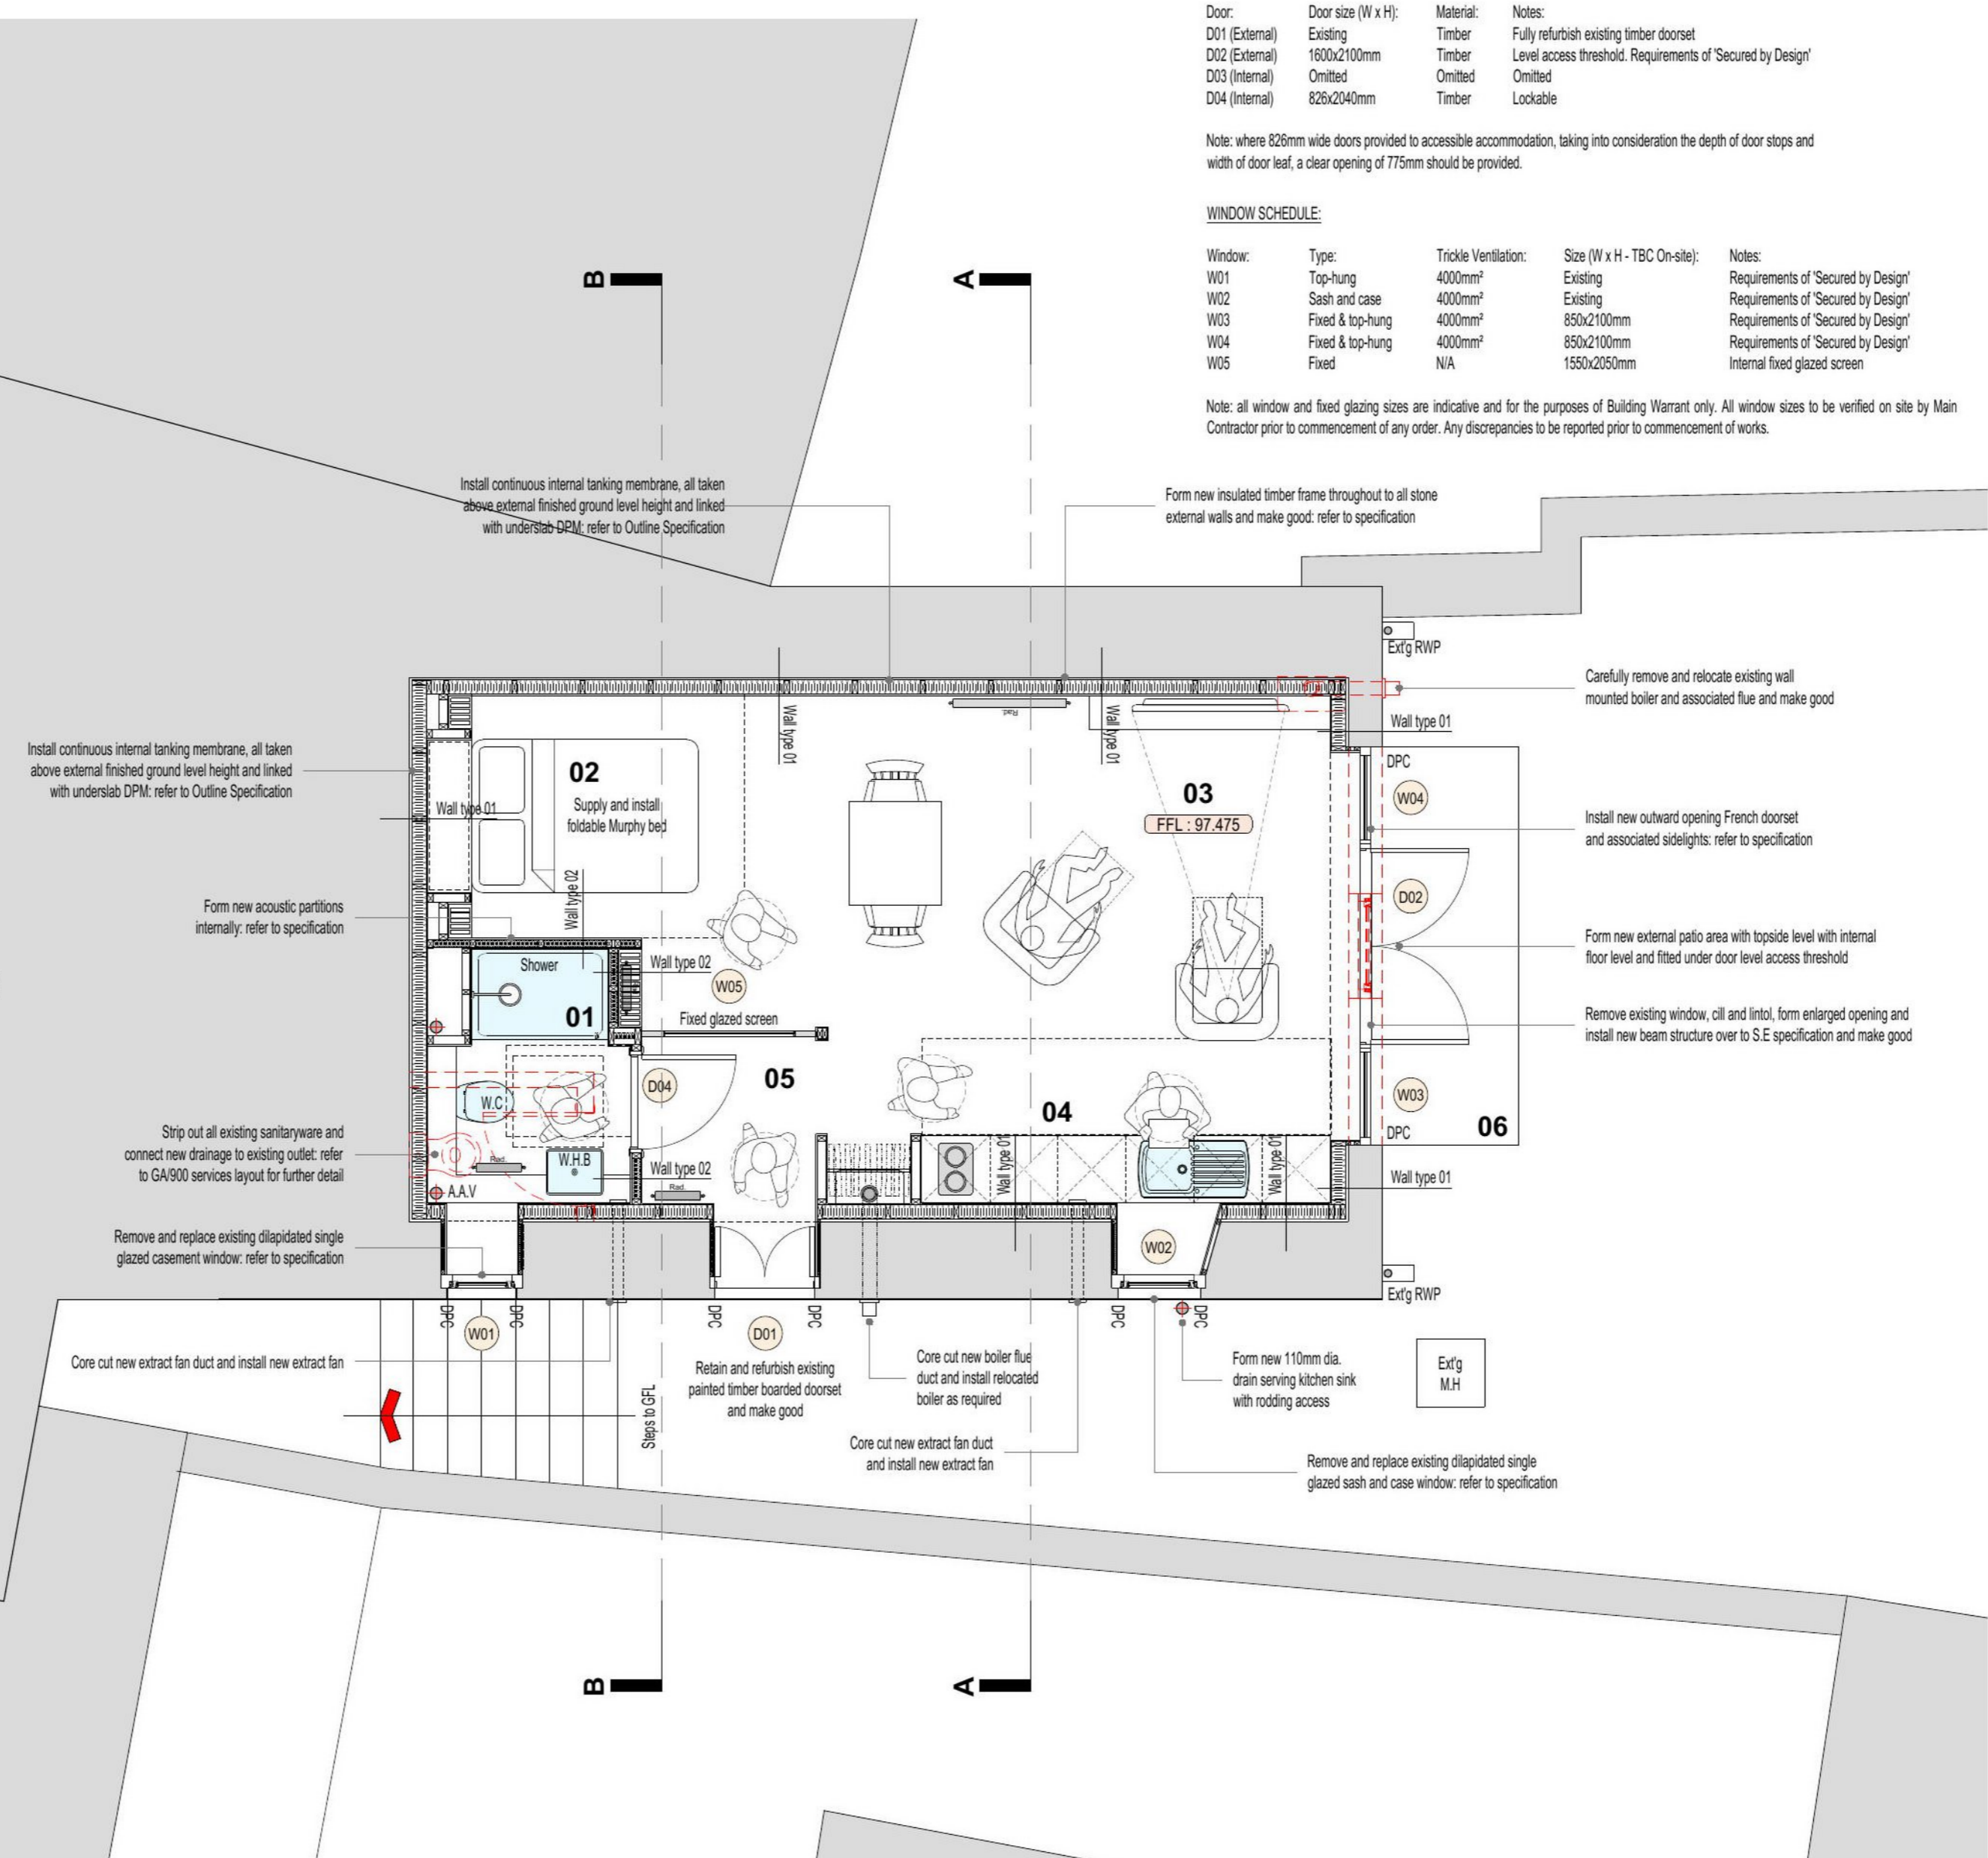 Door: Door size (W x H): Material: Notes:
D01 (External) Existing Timber Fully refurbish existing timber doorset
D02 (External) 1600x2100mm Timber Level access threshold. Requirements of 'Secured by Design'
D03 (Internal) Omitted Omitted Omitted
D04 (Internal) 826x2040mm Timber Lockable
Note: where 826mm wide doors provided to accessible accommodation, taking into consideration the depth of door stops and
width of door leaf, a clear opening of 775mm should be provided.
WINDOW SCHEDULE:
Window: Type: Trickle Ventilation: Size (W x H - TBC On-site): Notes:
W01 Top-hung 4000mm² Existing Requirements of 'Secured by Design'
W02 Sash and case 4000mm² Existing Requirements of 'Secured by Design'
W03 Fixed & top-hung 4000mm² 850x2100mm Requirements of 'Secured by Design'
W04 Fixed & top-hung 4000mm² 850x2100mm Requirements of 'Secured by Design'
W05 Fixed N/A 1550x2050mm Internal fixed glazed screen
Note: all window and fixed glazing sizes are indicative and for the purposes of Building Warrant only. All window sizes to be verified on site by Main
Contractor prior to commencement of any order. Any discrepancies to be reported prior to commencement of works.
B
A
Install continuous internal tanking membrane, all taken
above external finished ground level height and linked
with underslab DPM: refer to Outline Specification
Form new insulated timber frame throughout to all stone
external walls and make good: refer to specification
Ext'g RWP
Carefully remove and relocate existing wall
mounted boiler and associated flue and make good
Wall type 01
Rad.
Wall type 01
Wall type 01
Install continuous internal tanking membrane, all taken
above external finished ground level height and linked
with underslab DPM: refer to Outline Specification
Wall type 01
02
Supply and install
foldable Murphy bed
03
FFL : 97.475
DPC
W04
Install new outward opening French doorset
and associated sidelights: refer to specification
D02
Form new acoustic partitions
internally: refer to specification
Wall type 02
Form new external patio area with topside level with internal
floor level and fitted under door level access threshold
Shower
Wall type 02
W05
01
Fixed glazed screen
Remove existing window, cill and lintol, form enlarged opening and
install new beam structure over to S.E specification and make good
D04
05
W.C
04
W03
DPC
06
Strip out all existing sanitaryware and
connect new drainage to existing outlet: refer
to GA/900 services layout for further detail
Rad.
W.H.B
Wall type 02
Rad
A.A.V
Wall type 01
Wall type 01
Wall type 01
Remove and replace existing dilapidated single
glazed casement window: refer to specification
W02
Ext'g RWP
DPC
DPC
W01
DPC
DPC
D01
DPC
DPC
Core cut new extract fan duct and install new extract fan
Steps to GFL
Retain and refurbish existing
painted timber boarded doorset
and make good
Core cut new boiler flue
duct and install relocated
boiler as required
Form new 110mm dia.
drain serving kitchen sink
with rodding access
Ext'g
M.H
Core cut new extract fan duct
and install new extract fan
Remove and replace existing dilapidated single
glazed sash and case window: refer to specification
B
A